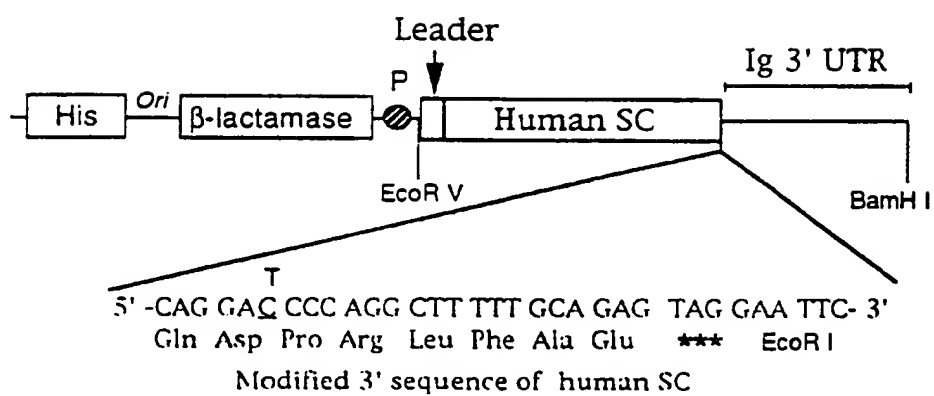 Leader
P
Ig 3' UTR
His
Ori
β-lactamase
Human SC
EcoR V
BamH I
T
5' -CAG GAC CCC AGG CTT TTT GCA GAG TAG GAA TTC- 3'
Gln Asp Pro Arg Leu Phe Ala Glu *** EcoR I
Modified 3' sequence of human SC